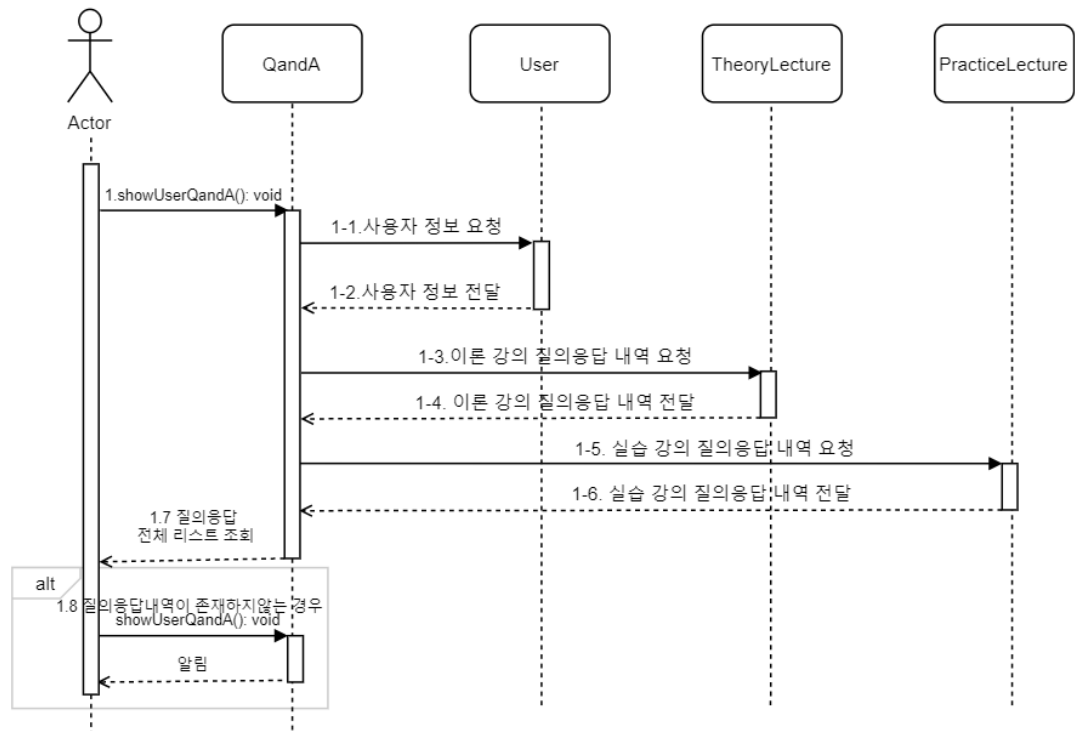 QandA
User
TheoryLecture
PracticeLecture
Actor
1.showUserQandA(): void
1-1.사용자 정보 요청
1-2.사용자 정보 전달
1-3.이론 강의 질의응답 내역 요청
1-4. 이론 강의 질의응답 내역 전달
1-5. 실습 강의 질의응답 내역 요청
1-6. 실습 강의 질의응답 내역 전달
1.7 질의응답
전체 리스트 조회
alt
1.8 질의응답내역이 존재하지않는 경우
showUserQandA(): void
알림